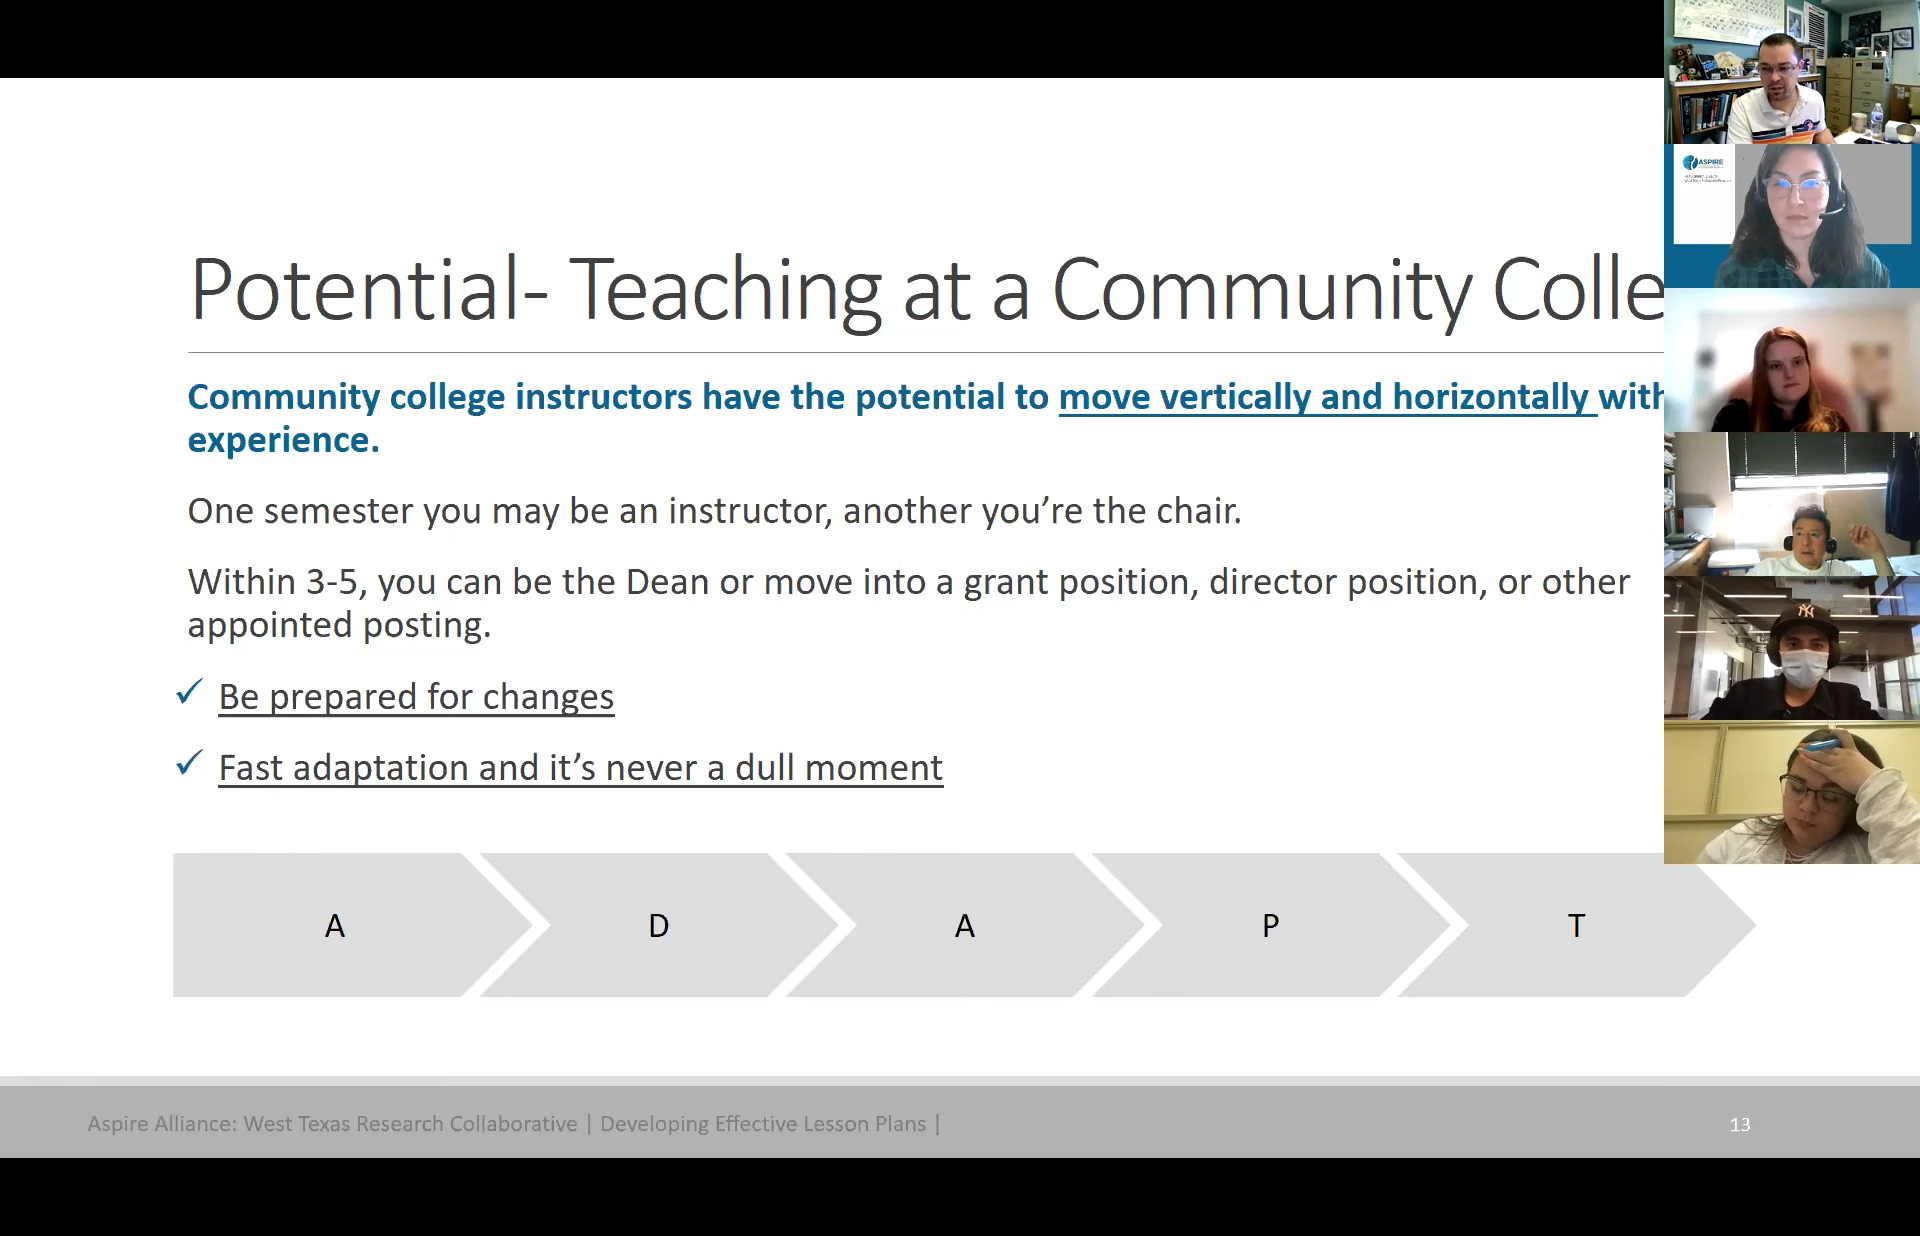 Potential- Teaching at a Community Colle
Community college instructors have the potential to move vertically and horizontally with
experience.
One semester you may be an instructor, another you’re the chair.
Within 3-5, you can be the Dean or move into a grant position, director position, or other
appointed posting.
✓ Be prepared for changes
✓ Fast adaptation and it’s never a dull moment
A D A P T
Aspire Alliance: West Texas Research Collaborative | Developing Effective Lesson Plans |
13
ASPIRE